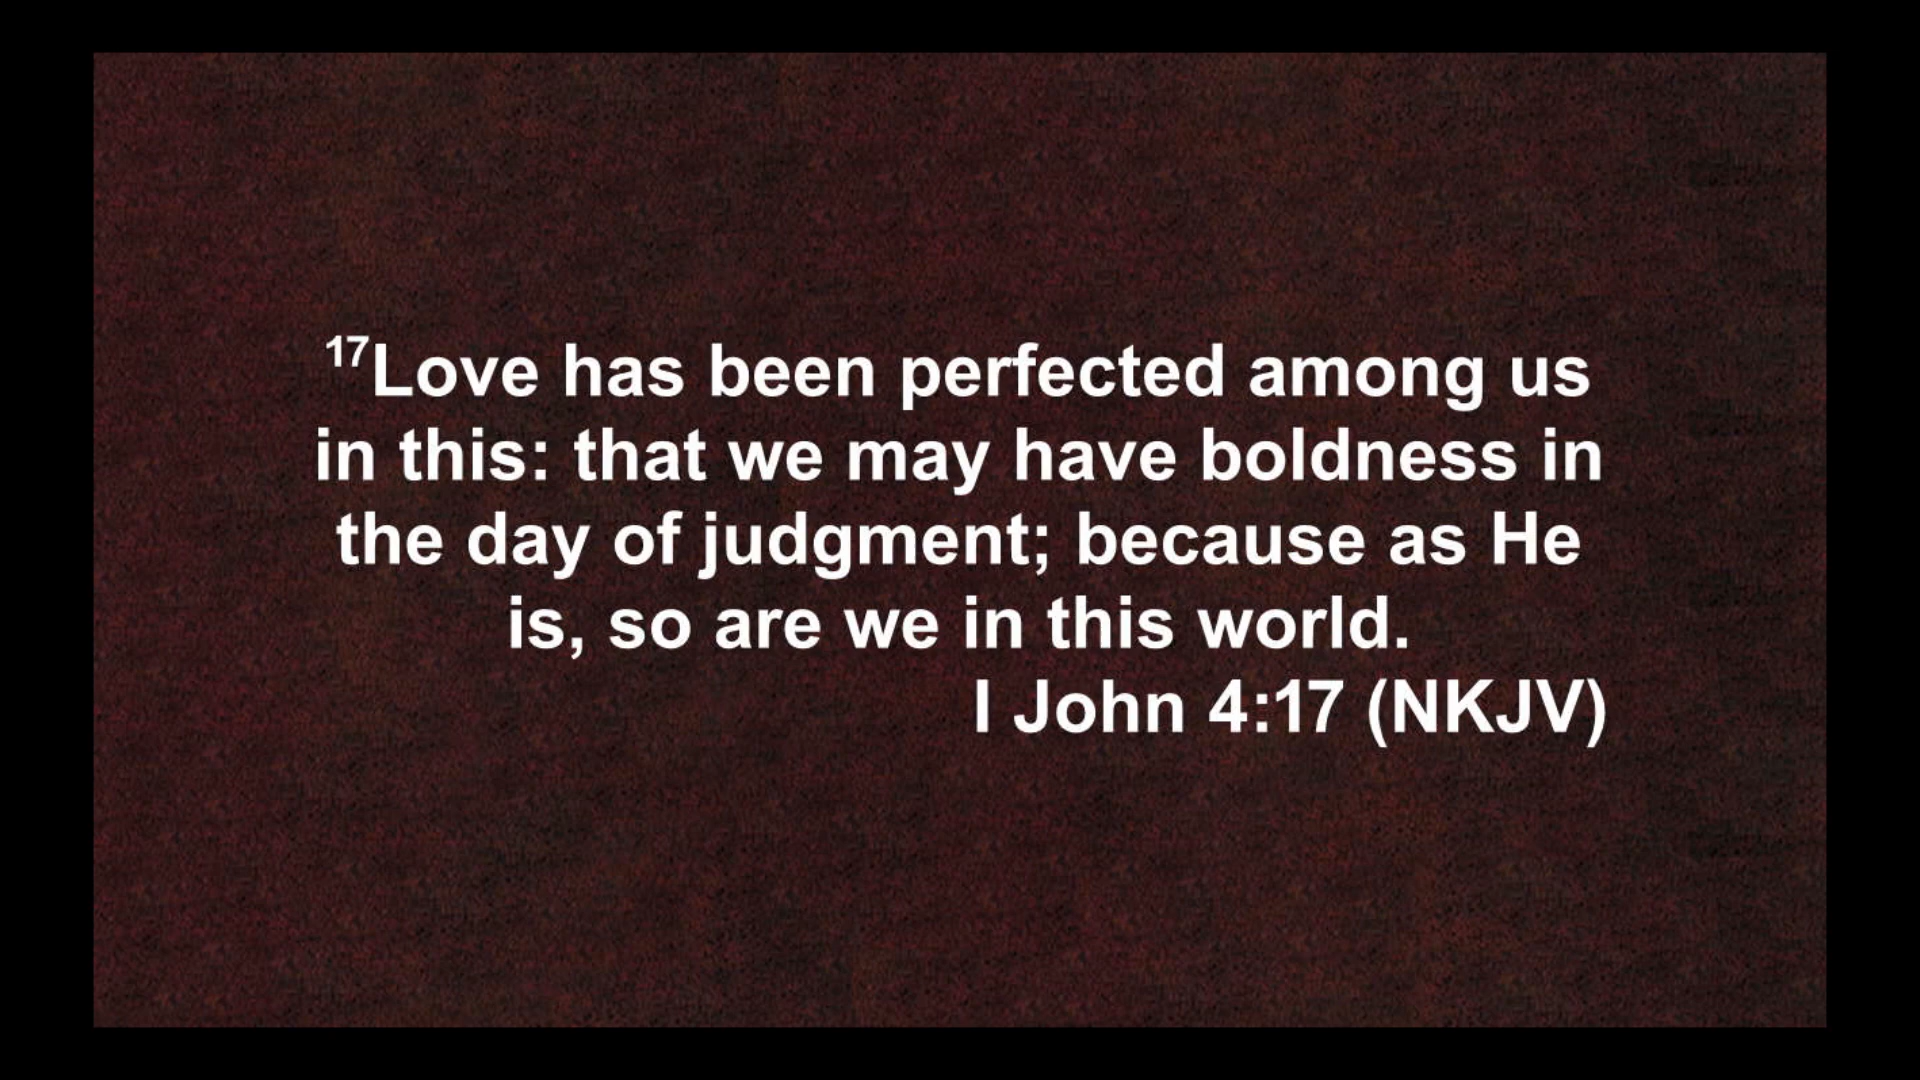 ¹⁷Love has been perfected among us
in this: that we may have boldness in
the day of judgment; because as He
is, so are we in this world.
I John 4:17 (NKJV)